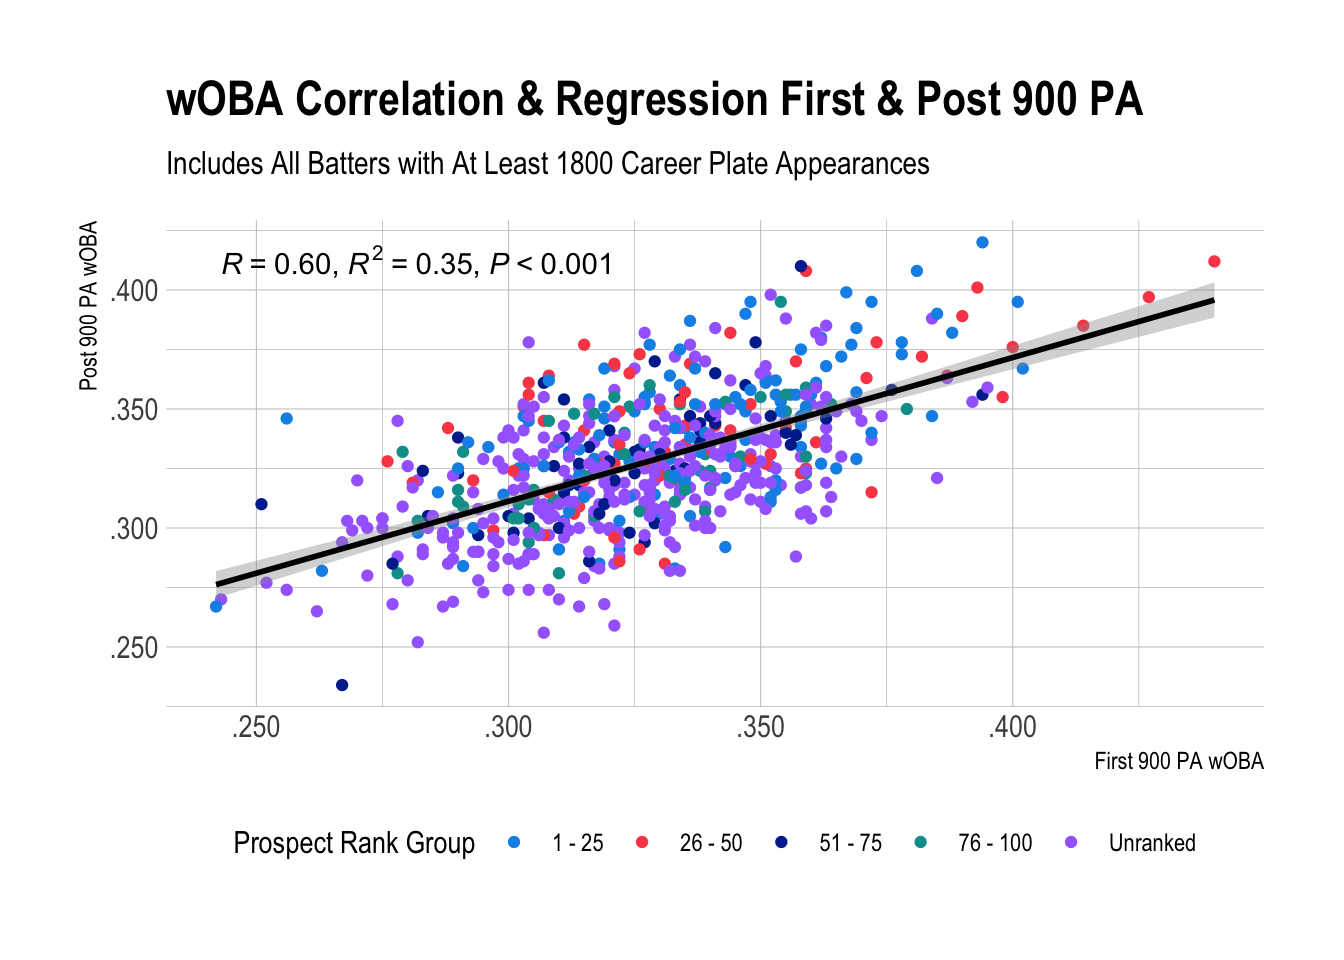 wOBA Correlation & Regression First & Post 900 PA
Includes All Batters with At Least 1800 Career Plate Appearances
Post 900 PA wOBA
R = 0.60, R² = 0.35, P < 0.001
.400
.350
.300
.250
.250 .300 .350 .400
First 900 PA wOBA
Prospect Rank Group 1 - 25 26 - 50 51 - 75 76 - 100 Unranked